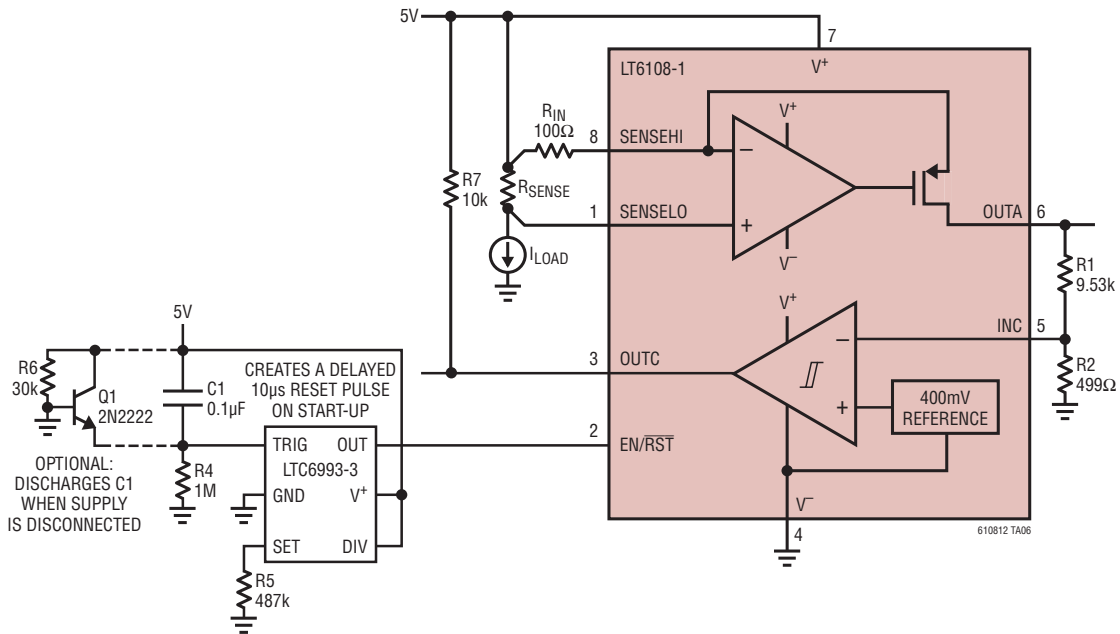 5V
7
LT6108-1
V+
RIN
100Ω
8
SENSEHI
V+
−
R7
10k
RSENSE
1
SENSELO
+
V−
OUTA
6
ILOAD
R1
9.53k
V+
5V
INC
5
−
R6
30k
Q1
2N2222
C1
0.1µF
CREATES A DELAYED
10µs RESET PULSE
ON START-UP
3
OUTC
R2
499Ω
+
400mV
REFERENCE
2
EN/RST
TRIG
OUT
OPTIONAL:
DISCHARGES C1
WHEN SUPPLY
IS DISCONNECTED
R4
1M
LTC6993-3
GND
V+
V−
4
610812 TA06
SET
DIV
R5
487k